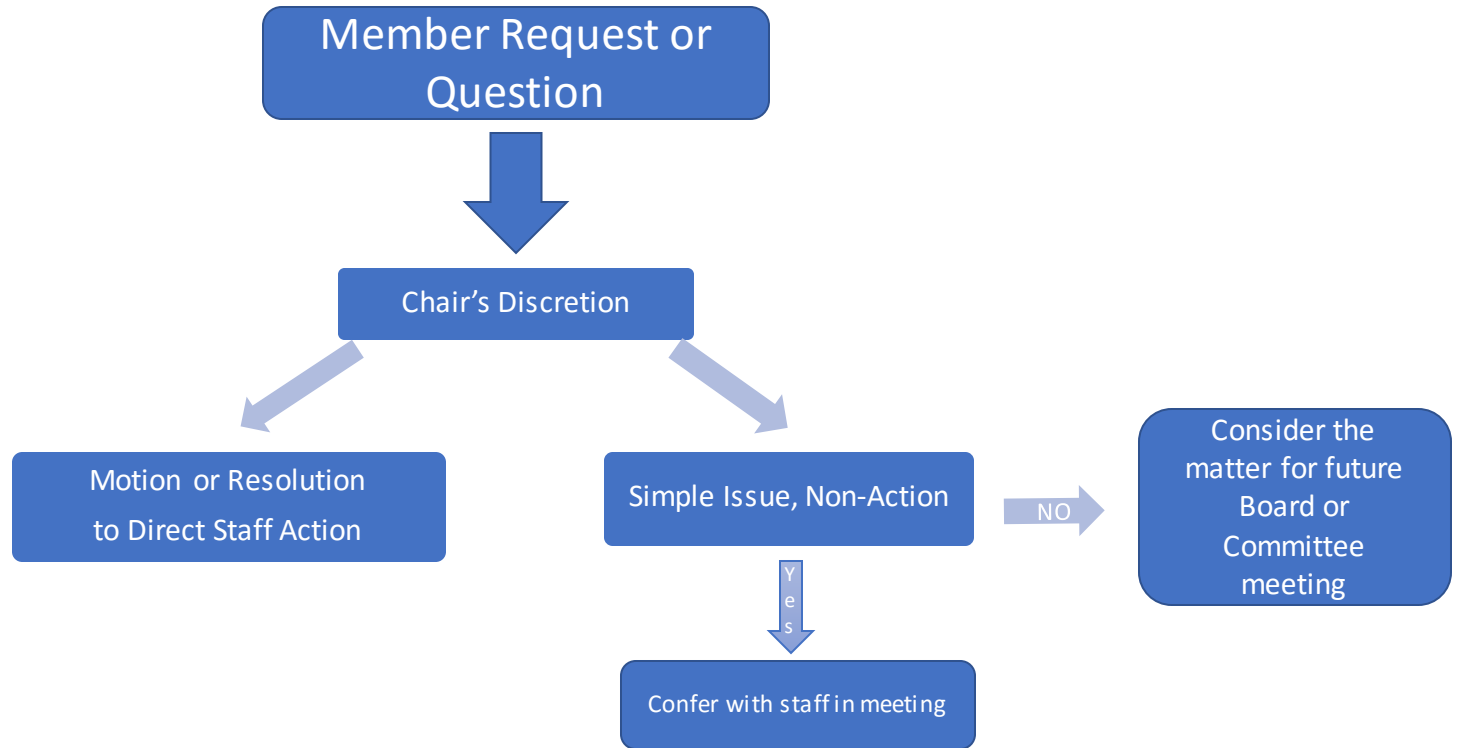 Member Request or
Question
Chair’s Discretion
Motion or Resolution
to Direct Staff Action
Simple Issue, Non-Action
NO
Consider the
matter for future
Board or
Committee
meeting
Yes
Confer with staff in meeting